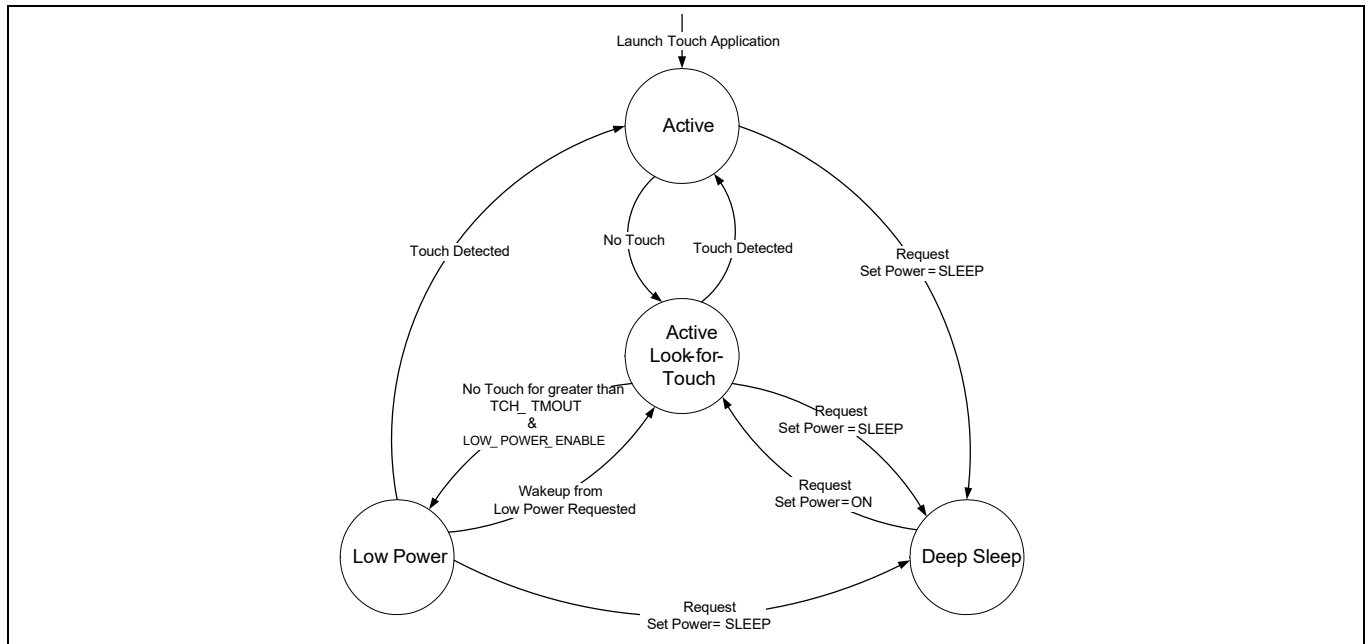 Launch Touch Application
Active
No Touch
Touch Detected
Touch Detected
Request
Set Power=SLEEP
Active
Look-for-
Touch
No Touch for greater than
TCH_ TMOUT
&
LOW_ POWER_ ENABLE
Request
Set Power =SLEEP
Wakeup from
Low Power Requested
Request
Set Power=ON
Low Power
Deep Sleep
Request
Set Power= SLEEP